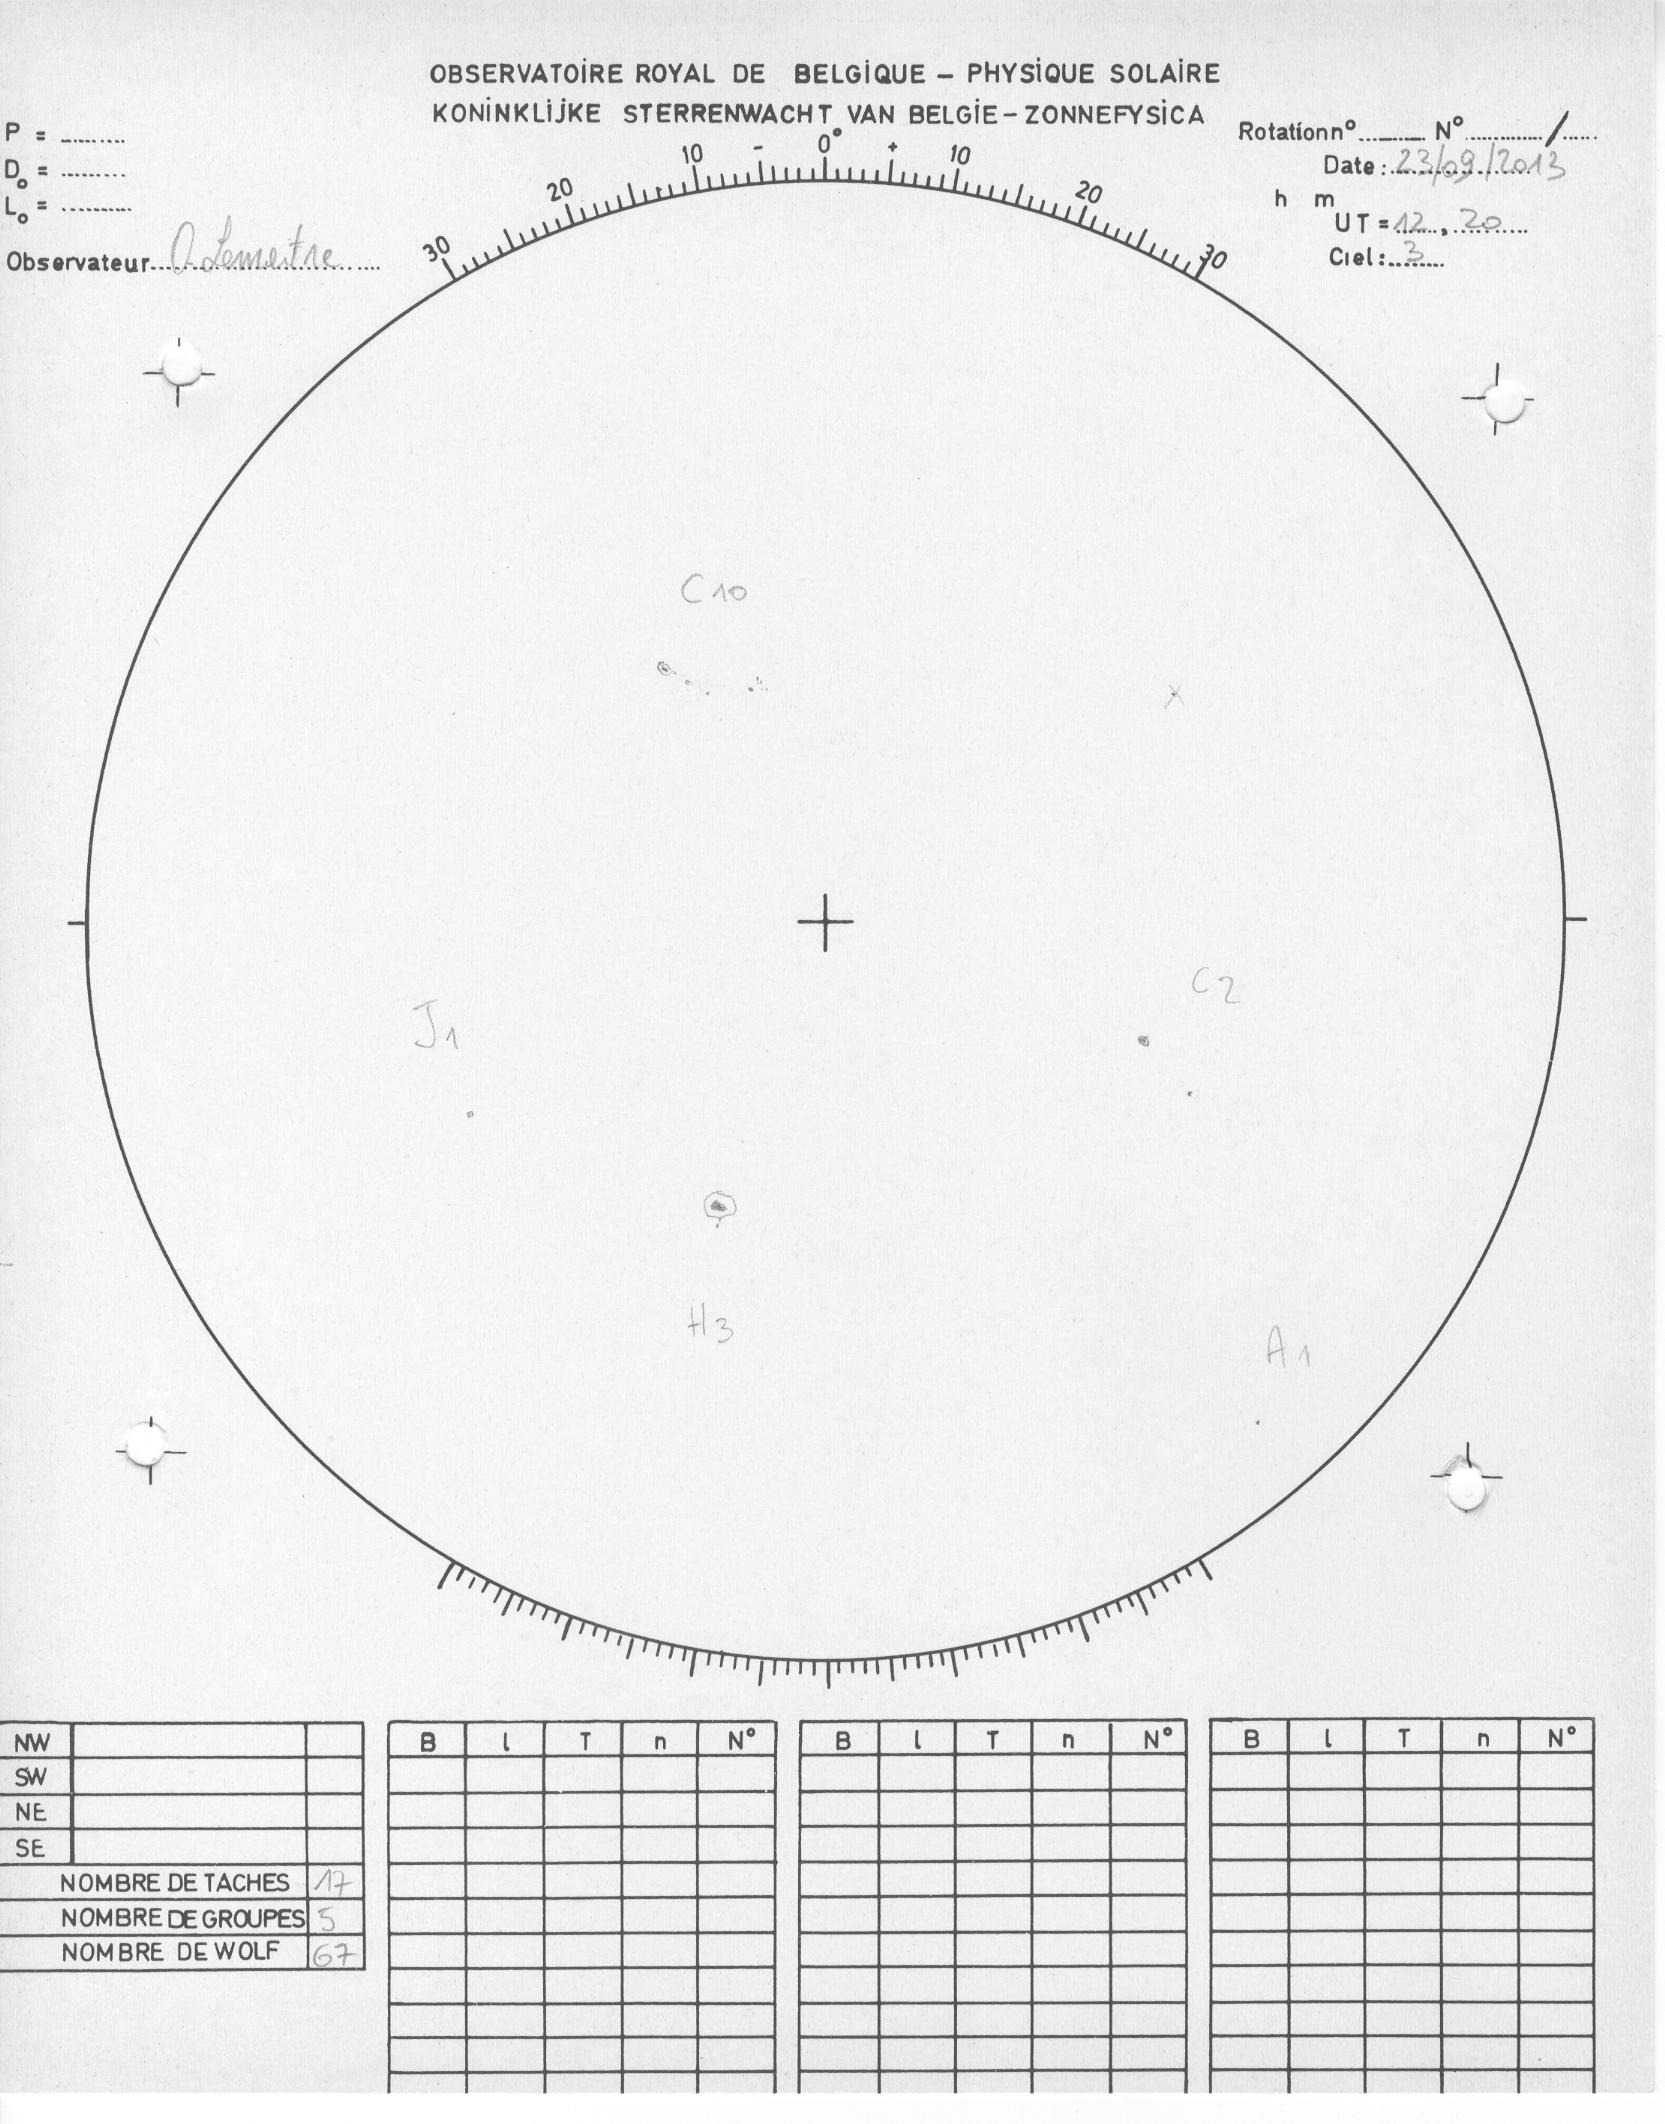 OBSERVATOIRE ROYAL DE BELGIQUE – PHYSIQUE SOLAIRE
KONINKLIJKE STERRENWACHT VAN BELGIE – ZONNEFYSICA
P = ........
D₀ = ........
L₀ = ........
Observateur O. Lemaitre
Rotation n° ........ N° ......../.....
Date : 23/09/2013
h m
UT = 12, 20
Ciel : 3
30 20 10 - 0° + 10 20 30
C10
X
C2
J1
H3
A1
NW
SW
NE
SE
NOMBRE DE TACHES 17
NOMBRE DE GROUPES 5
NOMBRE DE WOLF 67
B l T n N°
B l T n N°
B l T n N°